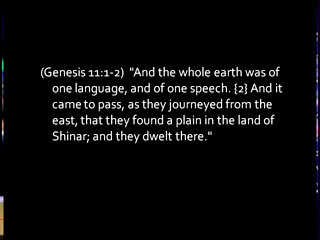 (Genesis 11:1-2)  "And the whole earth was of
one language, and of one speech. {2} And it
came to pass, as they journeyed from the
east, that they found a plain in the land of
Shinar; and they dwelt there."